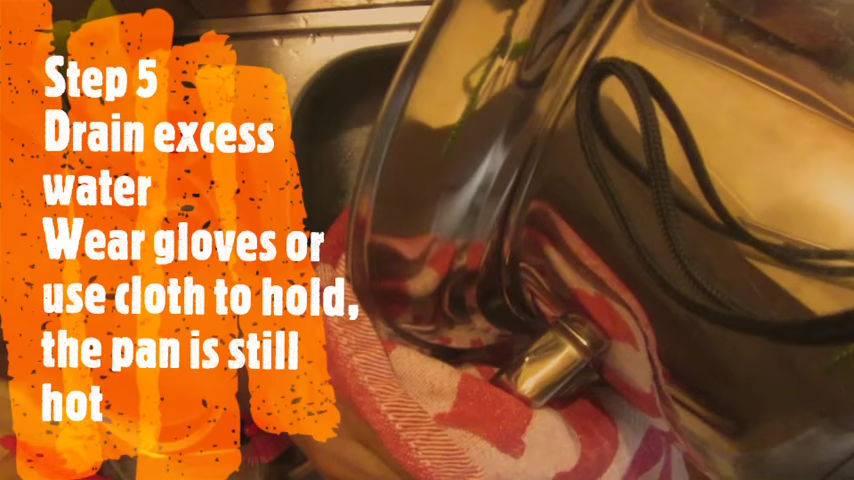 Step 5
Drain excess
water
Wear gloves or
use cloth to hold,
the pan is still
hot